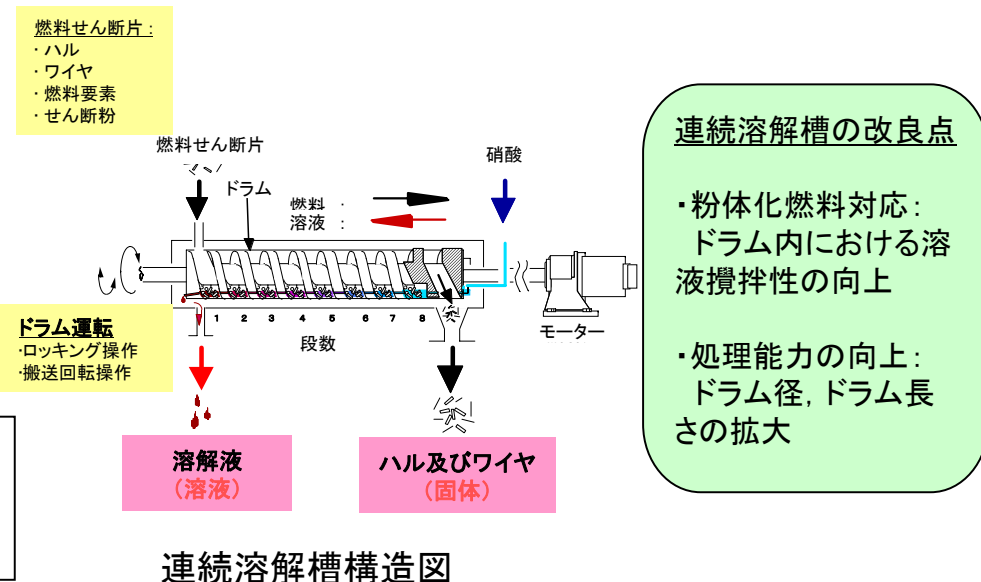 燃料せん断片：
・ハル
・ワイヤ
・燃料要素
・せん断粉
燃料せん断片
ドラム
燃料：
溶液：
硝酸
1 2 3 4 5 6 7 8
段数
モーター
ドラム運転
・ロッキング操作
・搬送回転操作
溶解液
（溶液）
ハル及びワイヤ
（固体）
連続溶解槽の改良点
・粉体化燃料対応：
ドラム内における溶
液攪拌性の向上
・処理能力の向上：
ドラム径，ドラム長
さの拡大
連続溶解槽構造図